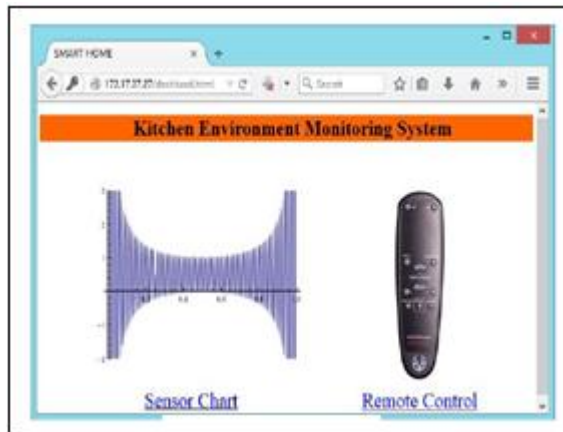 SMART HOME
Search
Kitchen Environment Monitoring System
Sensor Chart
Remote Control